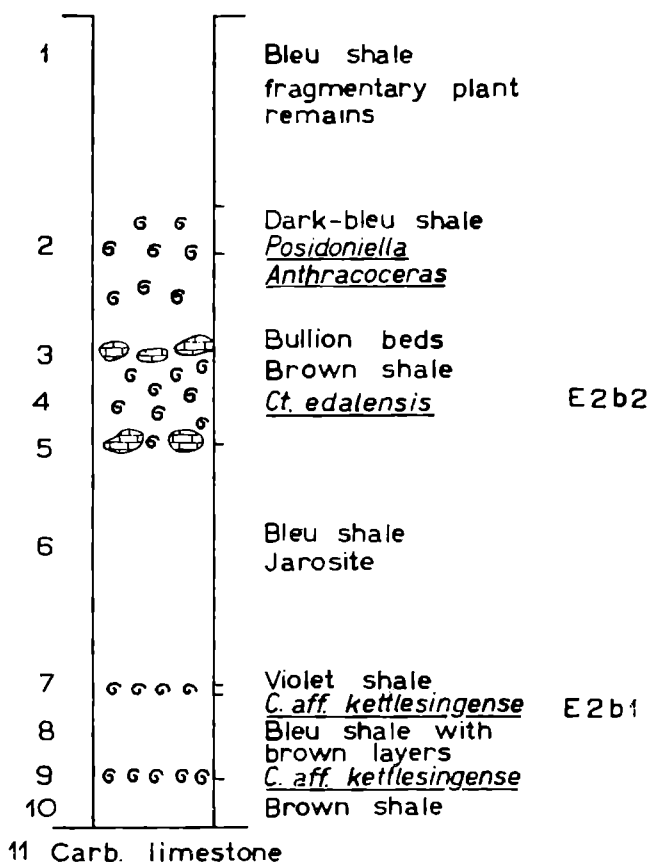 1 Bleu shale
fragmentary plant
remains
Dark-bleu shale
2 Posidoniella
Anthracoceras
3 Bullion beds
Brown shale
4 Ct. edalensis E2b2
5
6 Bleu shale
Jarosite
7 Violet shale
C. aff. kettlesingense E2b1
8 Bleu shale with
brown layers
9 C. aff. kettlesingense
10 Brown shale
11 Carb. limestone